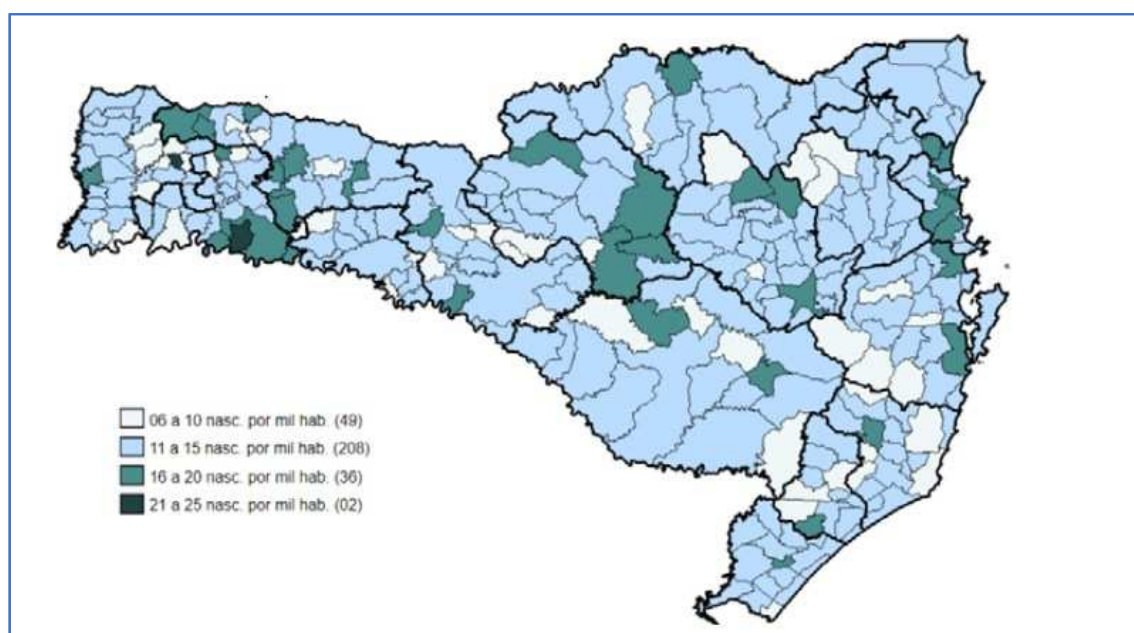 06 a 10 nasc. por mil hab. (49)
11 a 15 nasc. por mil hab. (208)
16 a 20 nasc. por mil hab. (36)
21 a 25 nasc. por mil hab. (02)